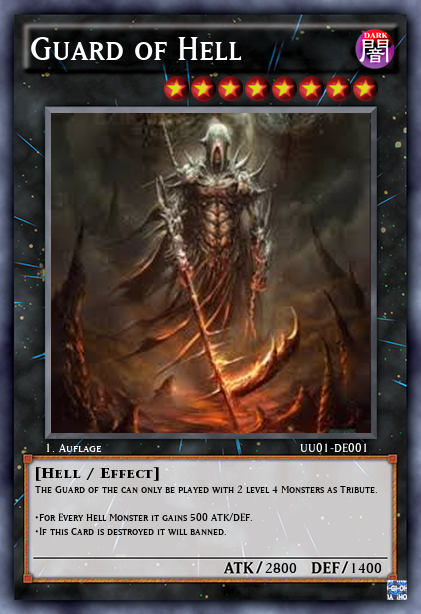 Guard of Hell
DARK
闇
1. Auflage UU01-DE001
[Hell / Effect]
The Guard of the can only be played with 2 level 4 Monsters as Tribute.
•For Every Hell Monster it gains 500 ATK/DEF.
•If this Card is destroyed it will banned.
ATK/2800 DEF/1400